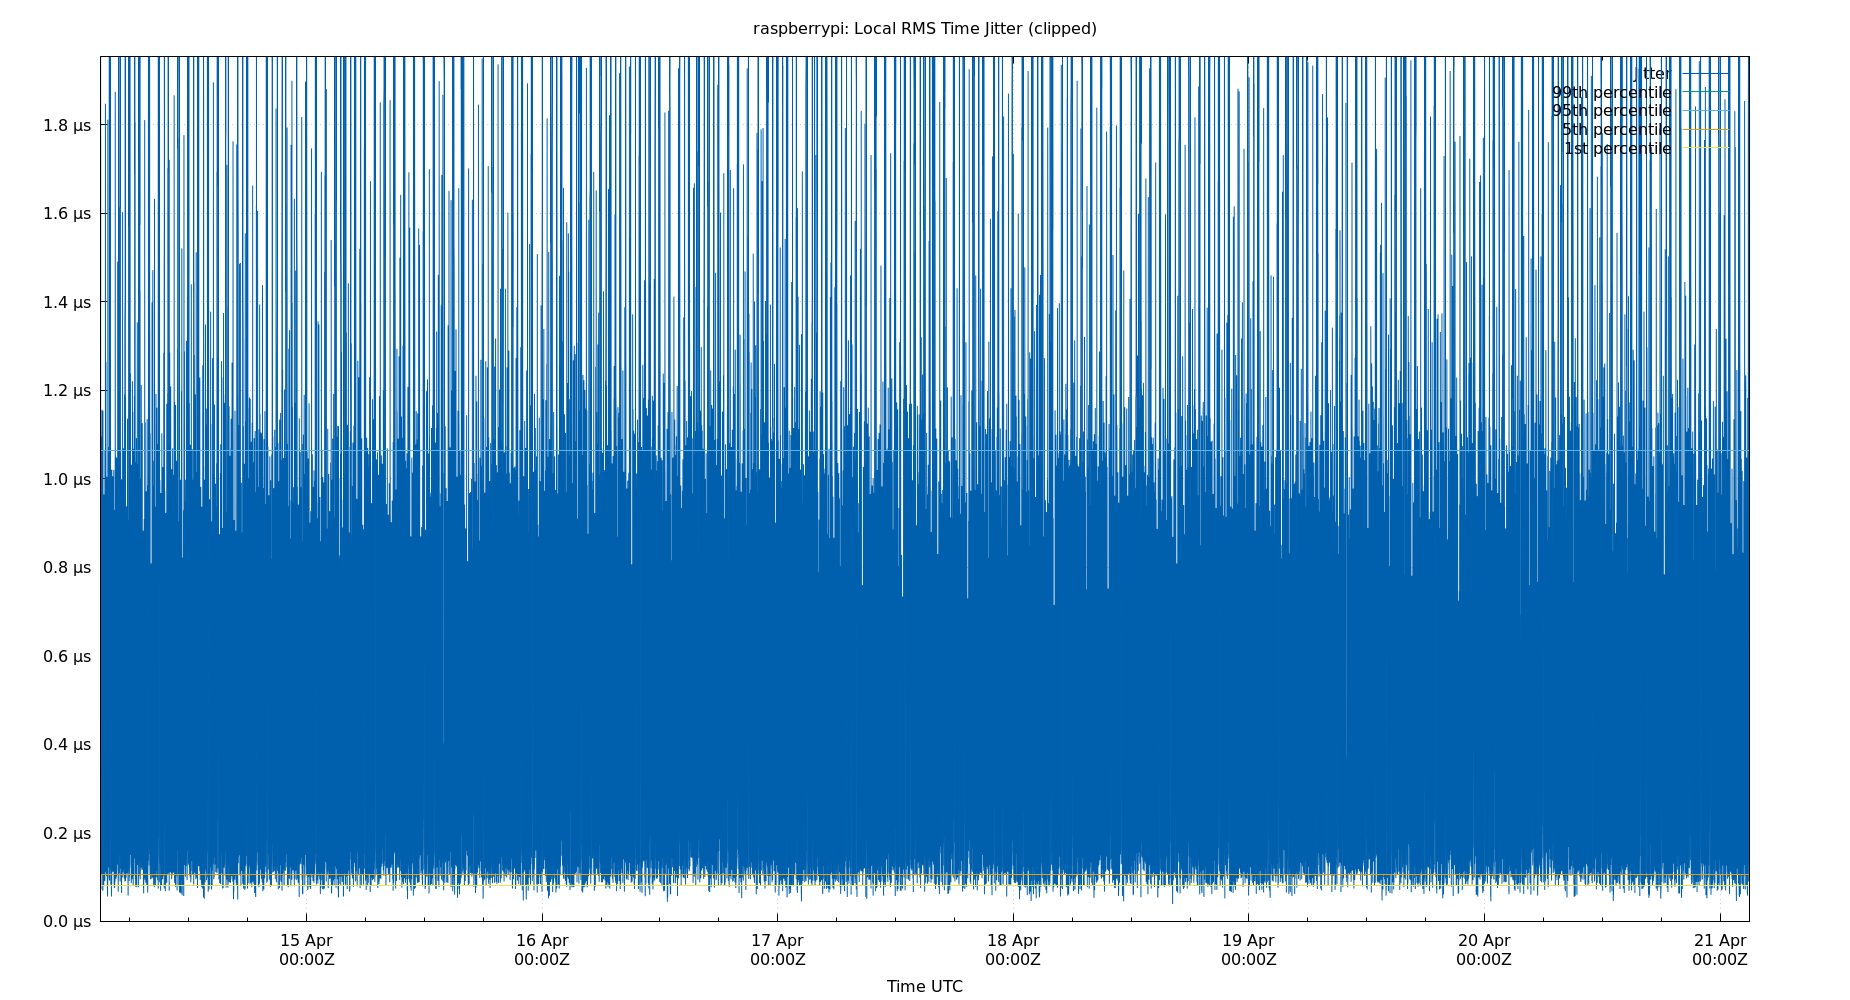 raspberrypi: Local RMS Time Jitter (clipped)
jitter
99th percentile
95th percentile
5th percentile
1st percentile
1.8 μs
1.6 μs
1.4 μs
1.2 μs
1.0 μs
0.8 μs
0.6 μs
0.4 μs
0.2 μs
0.0 μs
15 Apr 16 Apr 17 Apr 18 Apr 19 Apr 20 Apr 21 Apr
00:00Z 00:00Z 00:00Z 00:00Z 00:00Z 00:00Z 00:00Z
Time UTC